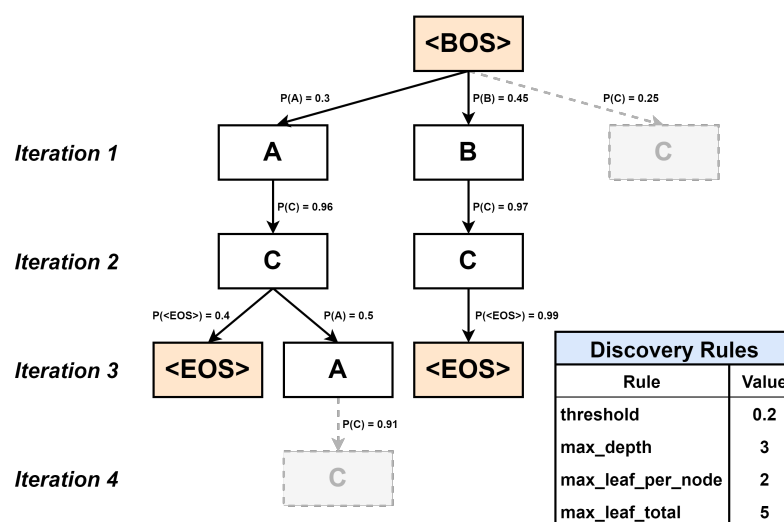 <BOS>
P(A) = 0.3
P(B) = 0.45
P(C) = 0.25
Iteration 1
A
B
C
P(C) = 0.96
P(C) = 0.97
Iteration 2
C
C
P(<EOS>) = 0.4
P(A) = 0.5
P(<EOS>) = 0.99
Iteration 3
<EOS>
A
<EOS>
P(C) = 0.91
Iteration 4
C
Discovery Rules
Rule Value
threshold 0.2
max_depth 3
max_leaf_per_node 2
max_leaf_total 5